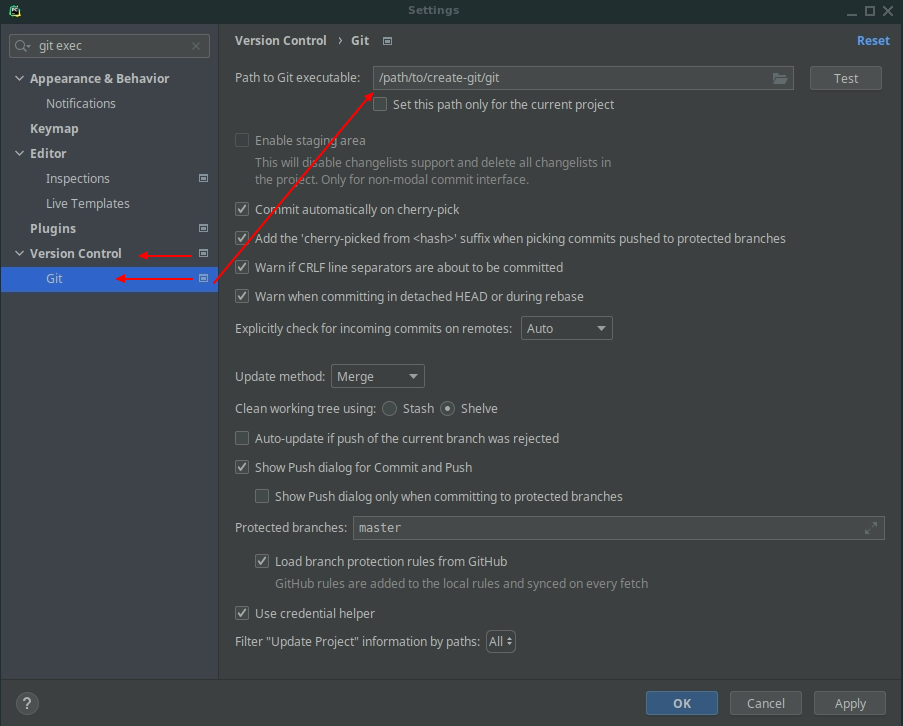 Settings
git exec
Appearance & Behavior
Notifications
Keymap
Editor
Inspections
Live Templates
Plugins
Version Control
Git
Version Control › Git
Reset
Path to Git executable: /path/to/create-git/git
Test
Set this path only for the current project
Enable staging area
This will disable changelists support and delete all changelists in
the project. Only for non-modal commit interface.
Commit automatically on cherry-pick
Add the 'cherry-picked from <hash>' suffix when picking commits pushed to protected branches
Warn if CRLF line separators are about to be committed
Warn when committing in detached HEAD or during rebase
Explicitly check for incoming commits on remotes: Auto
Update method: Merge
Clean working tree using: Stash Shelve
Auto-update if push of the current branch was rejected
Show Push dialog for Commit and Push
Show Push dialog only when committing to protected branches
Protected branches: master
Load branch protection rules from GitHub
GitHub rules are added to the local rules and synced on every fetch
Use credential helper
Filter "Update Project" information by paths: All
?
OK
Cancel
Apply